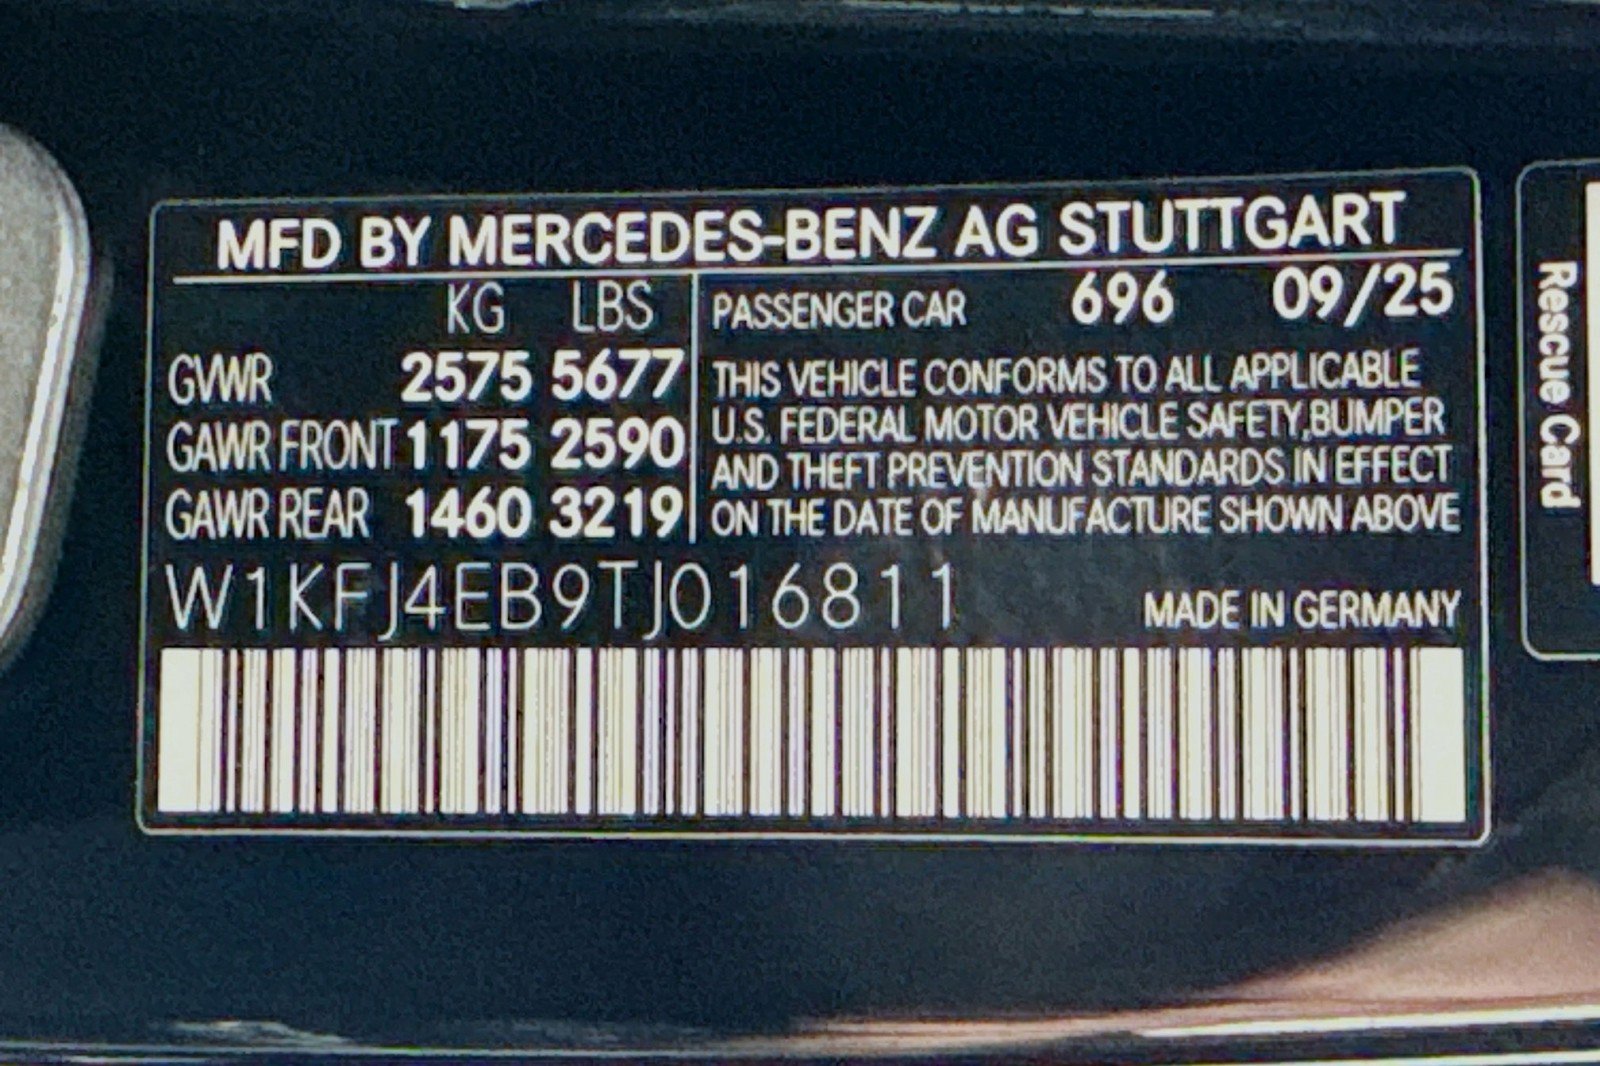 MFD BY MERCEDES-BENZ AG STUTTGART
KG LBS
GVWR 2575 5677
GAWR FRONT 1175 2590
GAWR REAR 1460 3219
PASSENGER CAR 696 09/25
THIS VEHICLE CONFORMS TO ALL APPLICABLE
U.S. FEDERAL MOTOR VEHICLE SAFETY,BUMPER
AND THEFT PREVENTION STANDARDS IN EFFECT
ON THE DATE OF MANUFACTURE SHOWN ABOVE
W1KFJ4EB9TJ016811
MADE IN GERMANY
Rescue Card